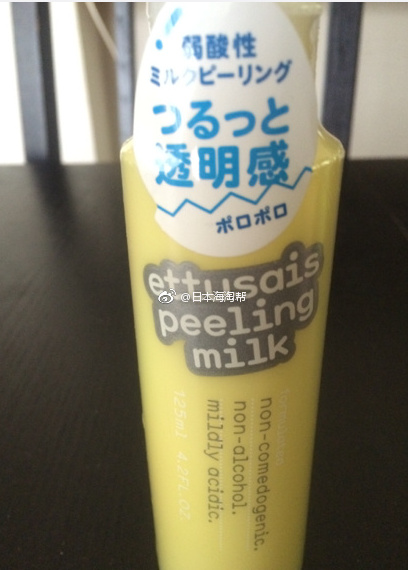 弱酸性
ミルクピーリング
つるっと
透明感
ポロポロ
ettusais
peeling
milk
@日本海淘帮
non-comedogenic.
non-alcohol.
mildly acidic.
125ml 4.2FL.OZ.